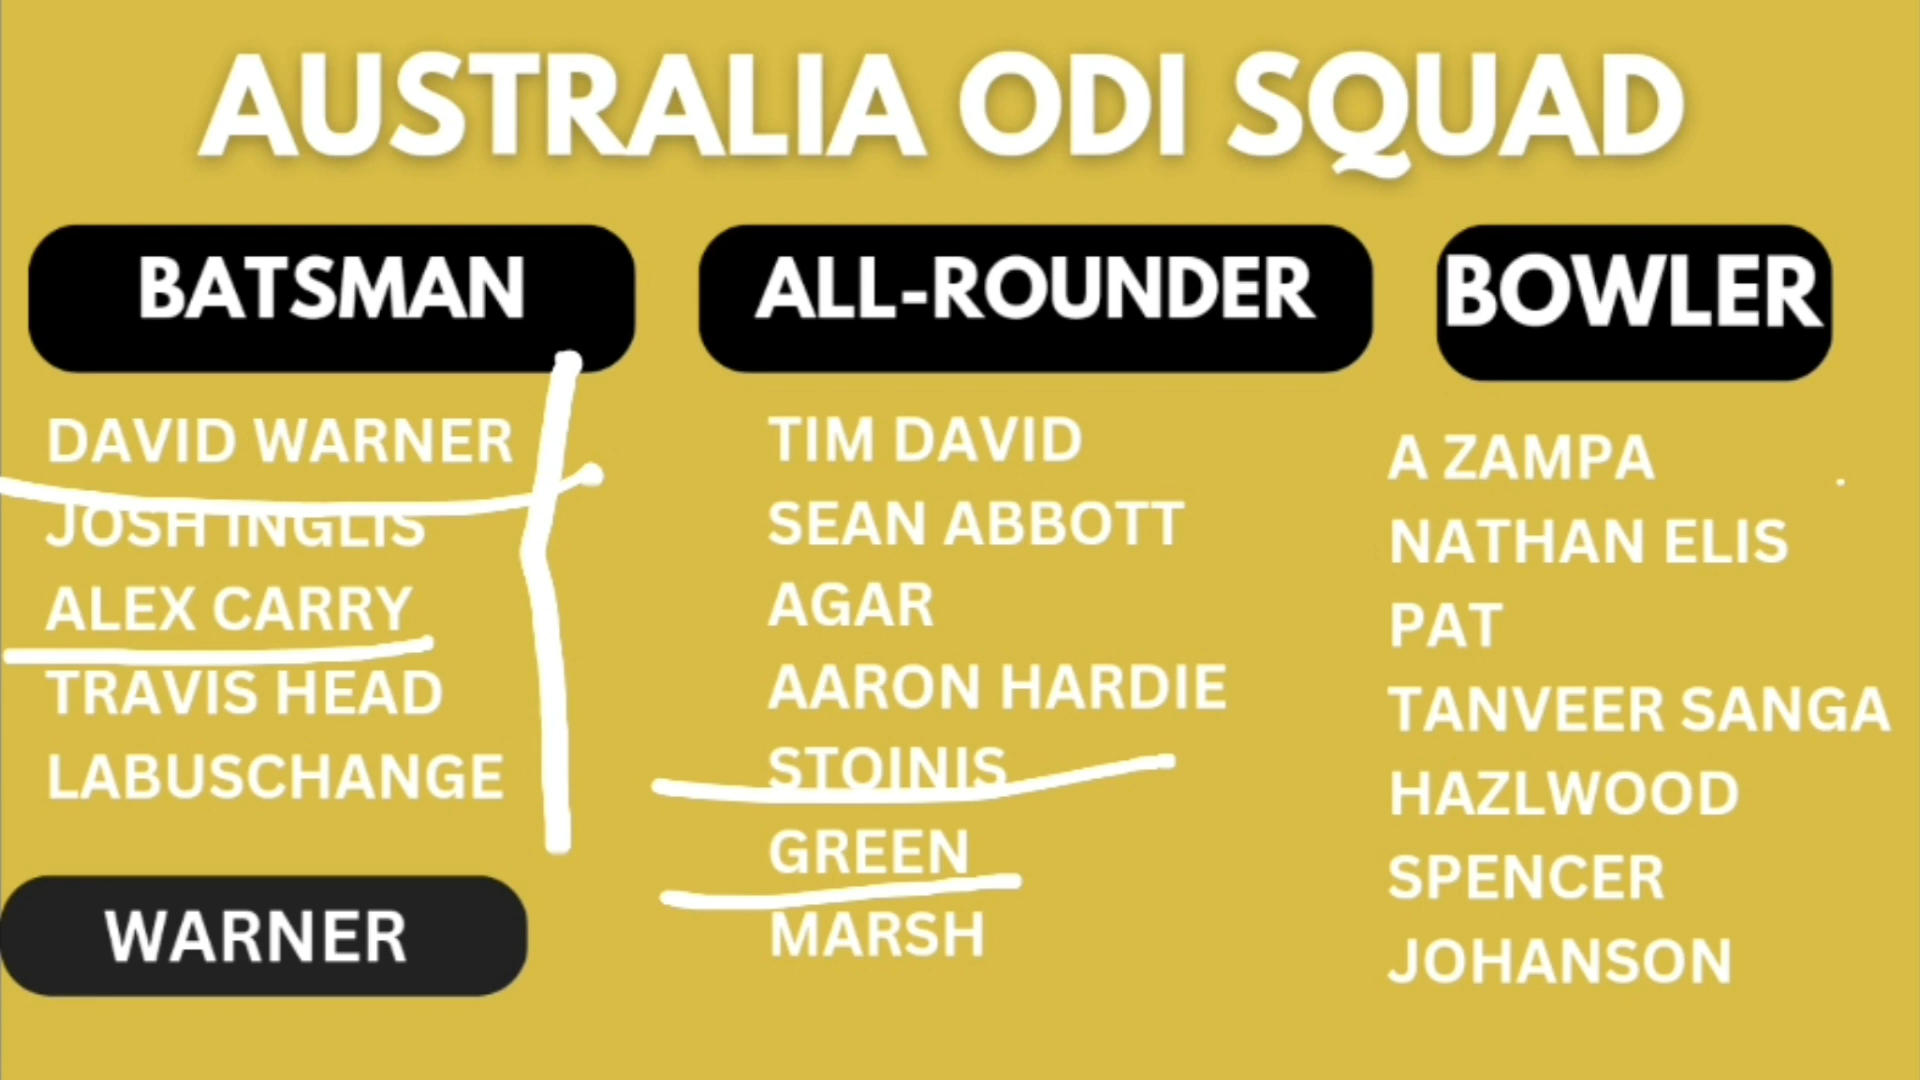 AUSTRALIA ODI SQUAD
BATSMAN
DAVID WARNER
JOSH INGLIS
ALEX CARRY
TRAVIS HEAD
LABUSCHANGE
WARNER
ALL-ROUNDER
TIM DAVID
SEAN ABBOTT
AGAR
AARON HARDIE
STOINIS
GREEN
MARSH
BOWLER
A ZAMPA
NATHAN ELIS
PAT
TANVEER SANGA
HAZLWOOD
SPENCER
JOHANSON